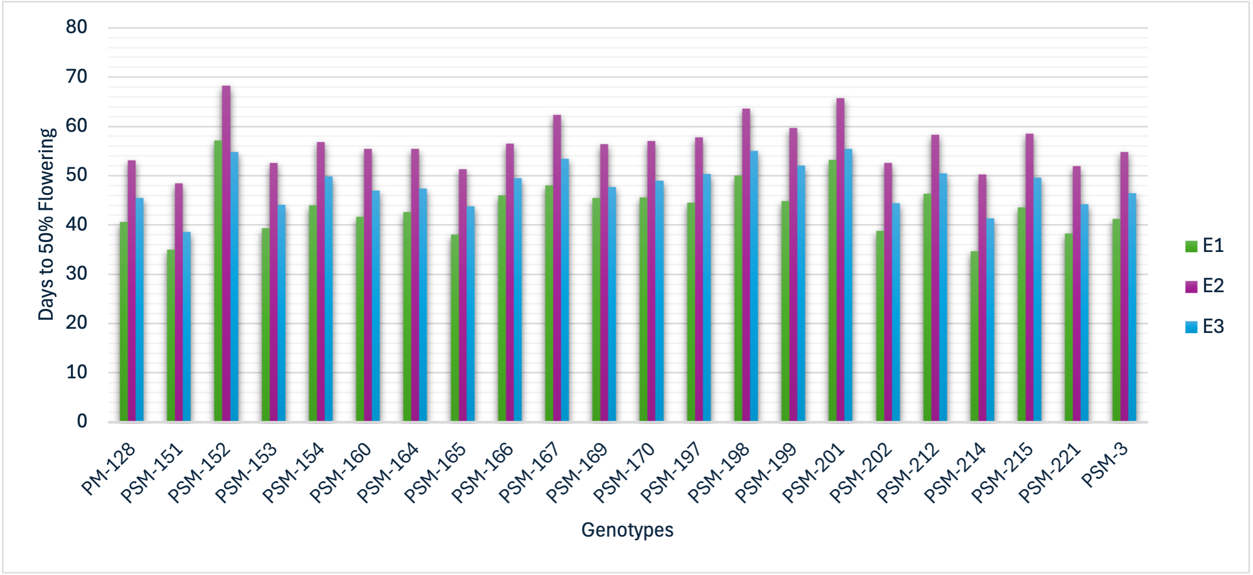 80
70
60
50
40
30
20
10
0
Days to 50% Flowering
PM-128
PSM-151
PSM-152
PSM-153
PSM-154
PSM-160
PSM-164
PSM-165
PSM-166
PSM-167
PSM-169
PSM-170
PSM-197
PSM-198
PSM-199
PSM-201
PSM-202
PSM-212
PSM-214
PSM-215
PSM-221
PSM-3
Genotypes
E1
E2
E3